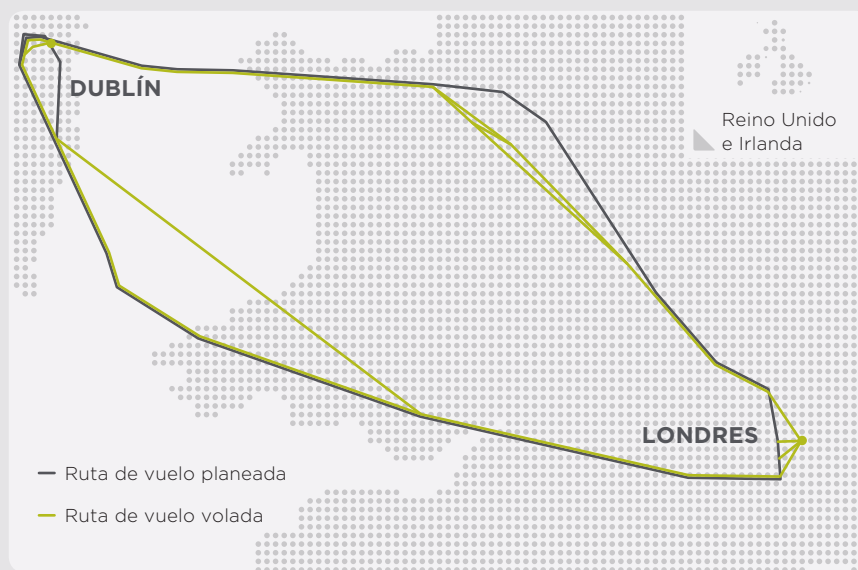 DUBLÍN
Reino Unido
e Irlanda
LONDRES
Ruta de vuelo planeada
Ruta de vuelo volada